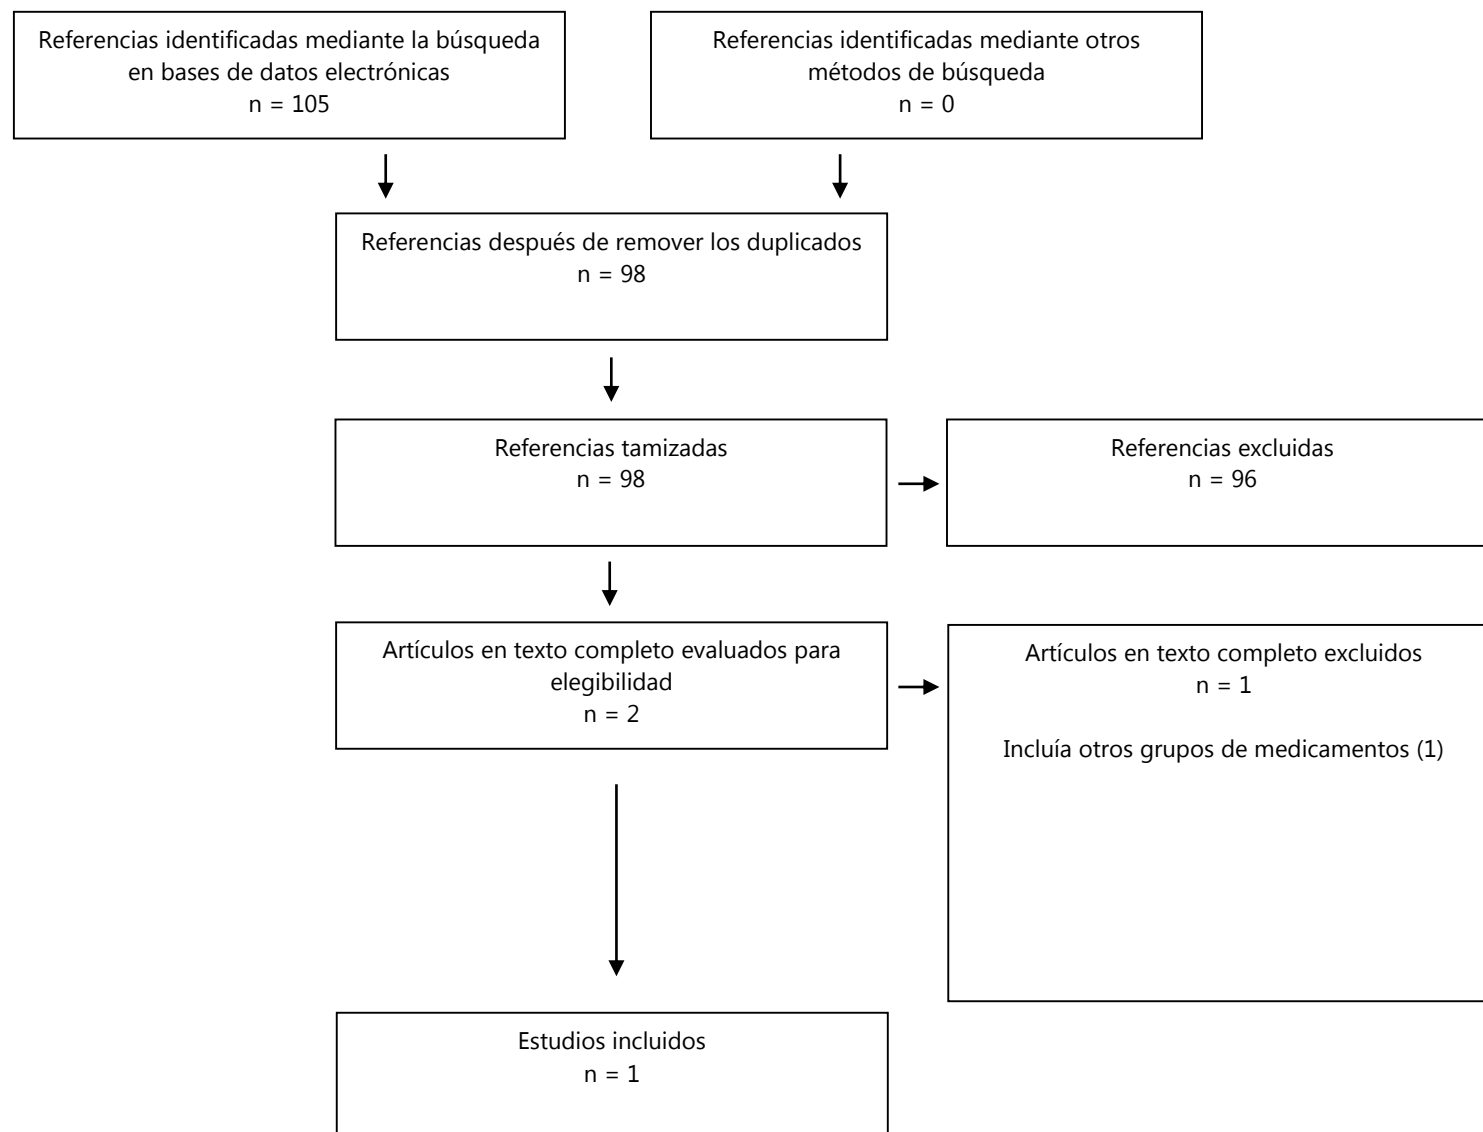 Referencias identificadas mediante la búsqueda
en bases de datos electrónicas
n = 105
Referencias identificadas mediante otros
métodos de búsqueda
n = 0
Referencias después de remover los duplicados
n = 98
Referencias tamizadas
n = 98
Referencias excluidas
n = 96
Artículos en texto completo evaluados para
elegibilidad
n = 2
Artículos en texto completo excluidos
n = 1
Incluía otros grupos de medicamentos (1)
Estudios incluidos
n = 1